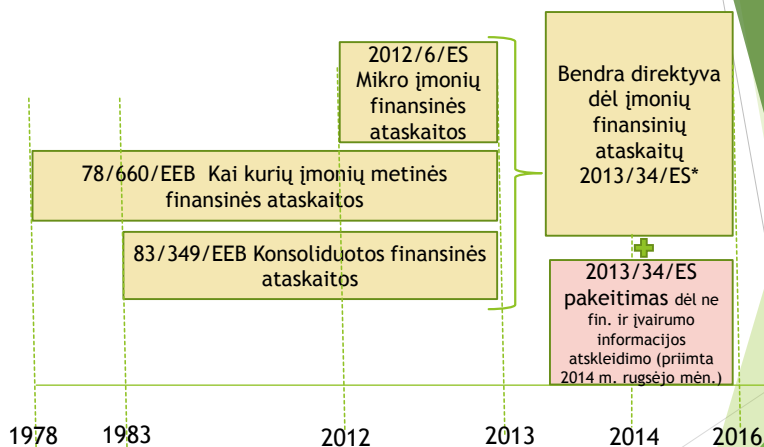 2012/6/ES
Mikro įmonių
finansinės
ataskaitos
Bendra direktyva
dėl įmonių
finansinių
ataskaitų
2013/34/ES*
78/660/EEB Kai kurių įmonių metinės
finansinės ataskaitos
83/349/EEB Konsoliduotos finansinės
ataskaitos
2013/34/ES
pakeitimas dėl ne
fin. ir įvairumo
informacijos
atskleidimo (priimta
2014 m. rugsėjo mėn.)
1978 1983 2012 2013 2014 2016